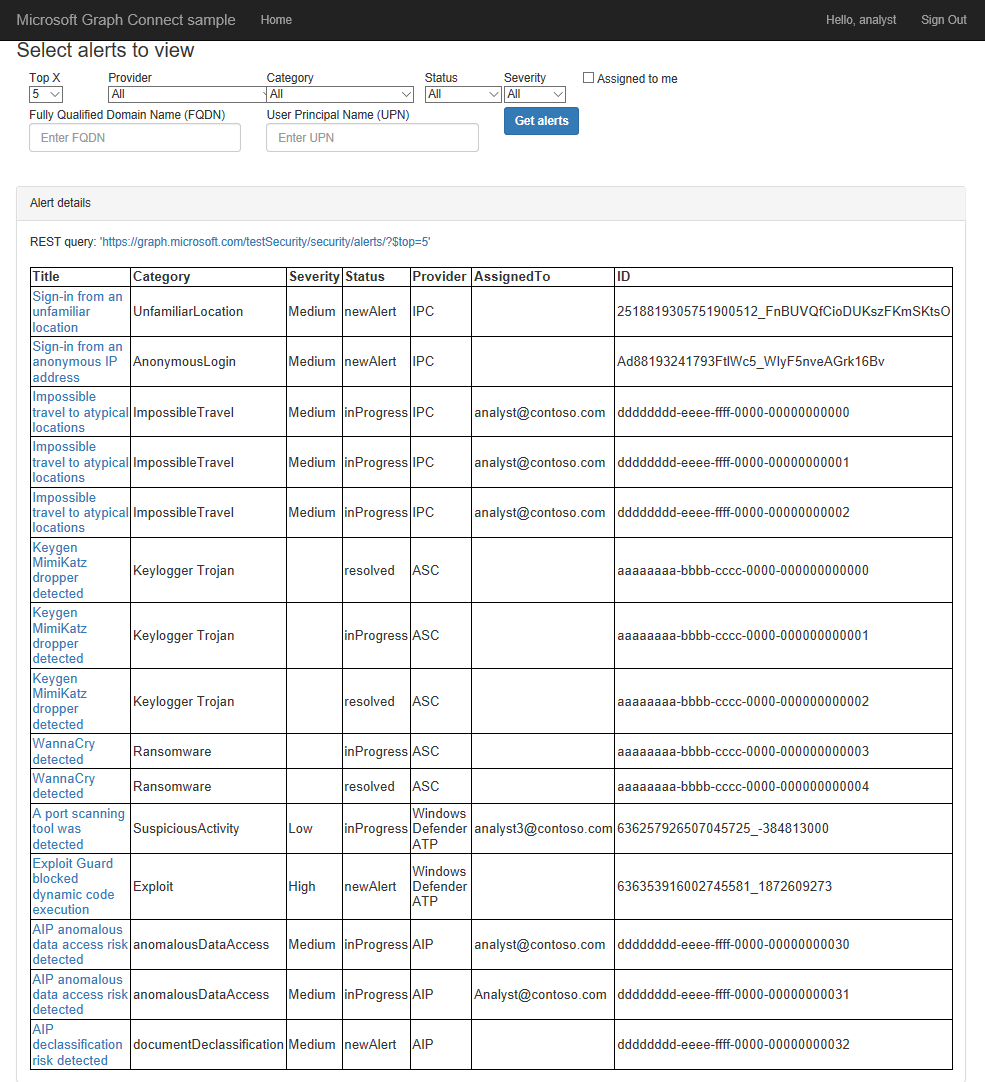 Microsoft Graph Connect sample Home Hello, analyst Sign Out
Select alerts to view
Top X Provider Category Status Severity Assigned to me
5 All All All All
Fully Qualified Domain Name (FQDN) User Principal Name (UPN) Get alerts
Enter FQDN Enter UPN
Alert details
REST query: 'https://graph.microsoft.com/testSecurity/security/alerts/?$top=5'
Title Category Severity Status Provider AssignedTo ID
Sign-in from an
unfamiliar UnfamiliarLocation Medium newAlert IPC 2518819305751900512_FnBUVQfCioDUKszFKmSKtsO
location
Sign-in from an
anonymous IP AnonymousLogin Medium newAlert IPC Ad88193241793FtlWc5_WIyF5nveAGrk16Bv
address
Impossible
travel to atypical ImpossibleTravel Medium inProgress IPC analyst@contoso.com dddddddd-eeee-ffff-0000-00000000000
locations
Impossible
travel to atypical ImpossibleTravel Medium inProgress IPC analyst@contoso.com dddddddd-eeee-ffff-0000-00000000001
locations
Impossible
travel to atypical ImpossibleTravel Medium inProgress IPC analyst@contoso.com dddddddd-eeee-ffff-0000-00000000002
locations
Keygen
MimiKatz
dropper Keylogger Trojan resolved ASC aaaaaaaa-bbbb-cccc-0000-000000000000
detected
Keygen
MimiKatz
dropper Keylogger Trojan inProgress ASC aaaaaaaa-bbbb-cccc-0000-000000000001
detected
Keygen
MimiKatz
dropper Keylogger Trojan resolved ASC aaaaaaaa-bbbb-cccc-0000-000000000002
detected
WannaCry Ransomware inProgress ASC aaaaaaaa-bbbb-cccc-0000-000000000003
detected
WannaCry Ransomware resolved ASC aaaaaaaa-bbbb-cccc-0000-000000000004
detected
A port scanning Windows
tool was SuspiciousActivity Low inProgress Defender analyst3@contoso.com 636257926507045725_-384813000
detected ATP
Exploit Guard
blocked Windows
dynamic code Exploit High newAlert Defender 636353916002745581_1872609273
execution ATP
AIP anomalous
data access risk anomalousDataAccess Medium inProgress AIP analyst@contoso.com dddddddd-eeee-ffff-0000-00000000030
detected
AIP anomalous
data access risk anomalousDataAccess Medium inProgress AIP Analyst@contoso.com dddddddd-eeee-ffff-0000-00000000031
detected
AIP
declassification documentDeclassification Medium newAlert AIP dddddddd-eeee-ffff-0000-00000000032
risk detected